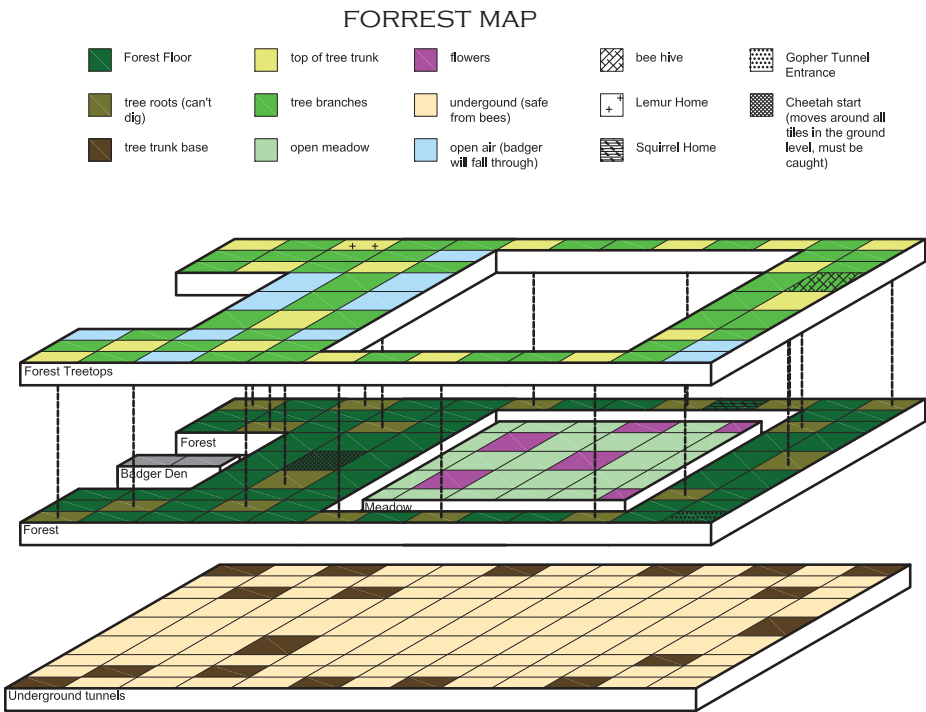 FORREST MAP
Forest Floor
top of tree trunk
flowers
bee hive
Gopher Tunnel
Entrance
tree roots (can't
dig)
tree branches
undergound (safe
from bees)
Lemur Home
Cheetah start
(moves around all
tiles in the ground
level, must be
caught)
tree trunk base
open meadow
open air (badger
will fall through)
Squirrel Home
Forest Treetops
Forest
Badger Den
Meadow
Forest
Underground tunnels